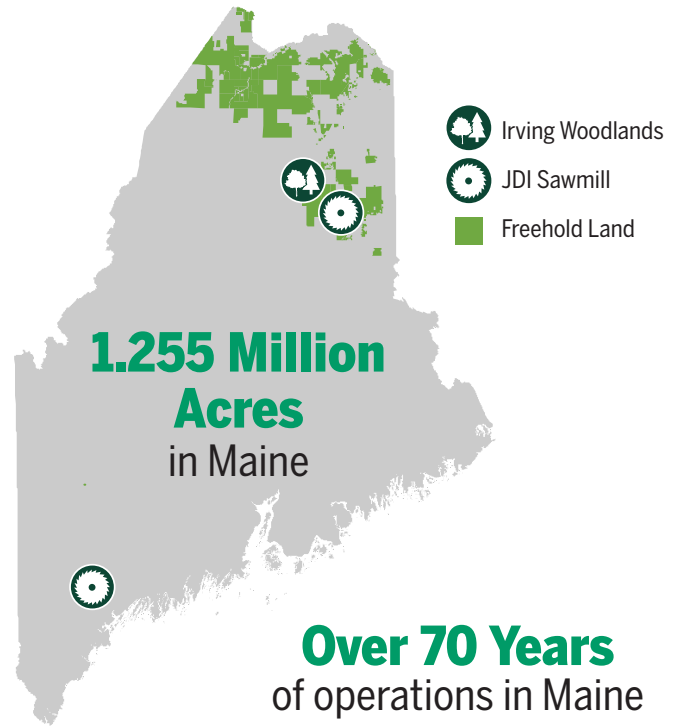 Irving Woodlands
JDI Sawmill
Freehold Land
1.255 Million
Acres
in Maine
Over 70 Years
of operations in Maine